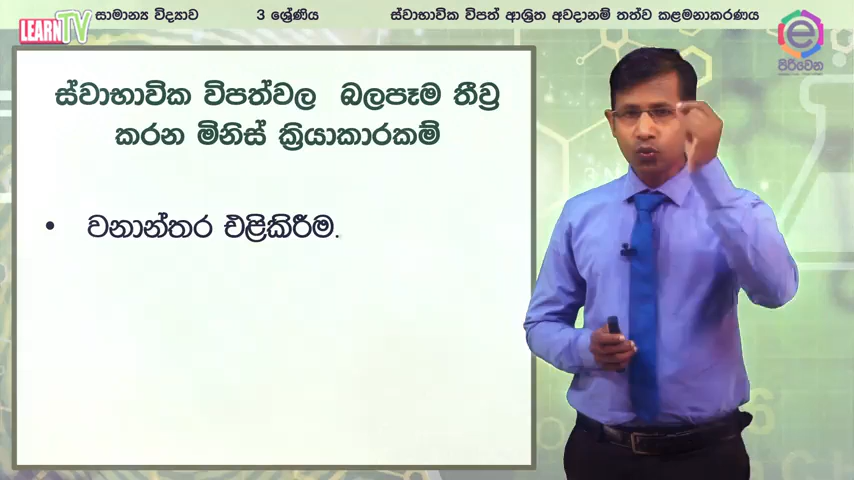 LEARN TV
සාමාන්‍ය විද්‍යාව
3 ශ්‍රේණිය
ස්වාභාවික විපත් ආශ්‍රිත අවදානම් තත්ව කළමනාකරණය
e
පිරිවෙන
ස්වාභාවික විපත්වල බලපෑම තීව්‍ර
කරන මිනිස් ක්‍රියාකාරකම්
• වනාන්තර එළිකිරීම.